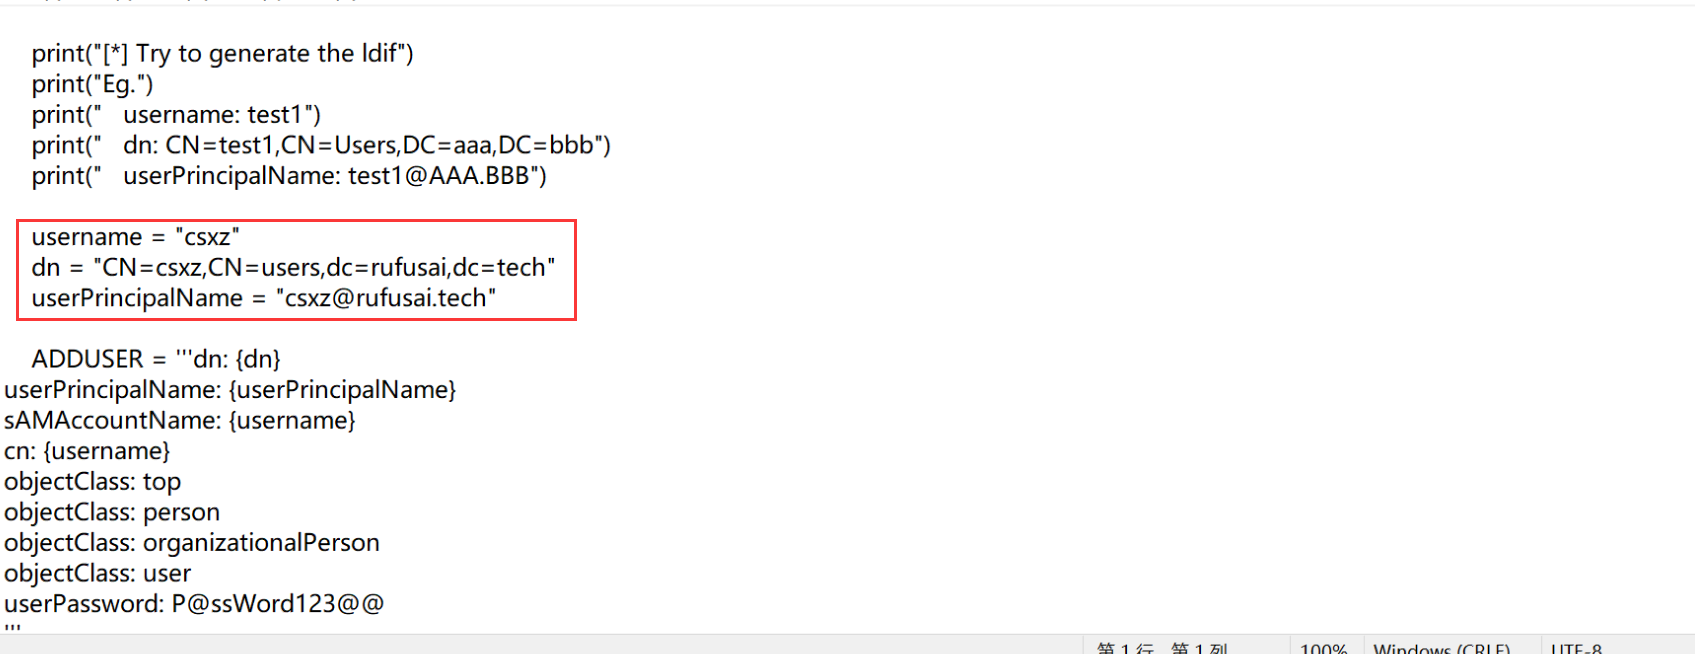 print("[*] Try to generate the ldif")
print("Eg.")
print("   username: test1")
print("   dn: CN=test1,CN=Users,DC=aaa,DC=bbb")
print("   userPrincipalName: test1@AAA.BBB")
username = "csxz"
dn = "CN=csxz,CN=users,dc=rufusai,dc=tech"
userPrincipalName = "csxz@rufusai.tech"
ADDUSER = '''dn: {dn}
userPrincipalName: {userPrincipalName}
sAMAccountName: {username}
cn: {username}
objectClass: top
objectClass: person
objectClass: organizationalPerson
objectClass: user
userPassword: P@ssWord123@@
'''
第 1 行，第 1 列 100% Windows (CRLF) UTF-8